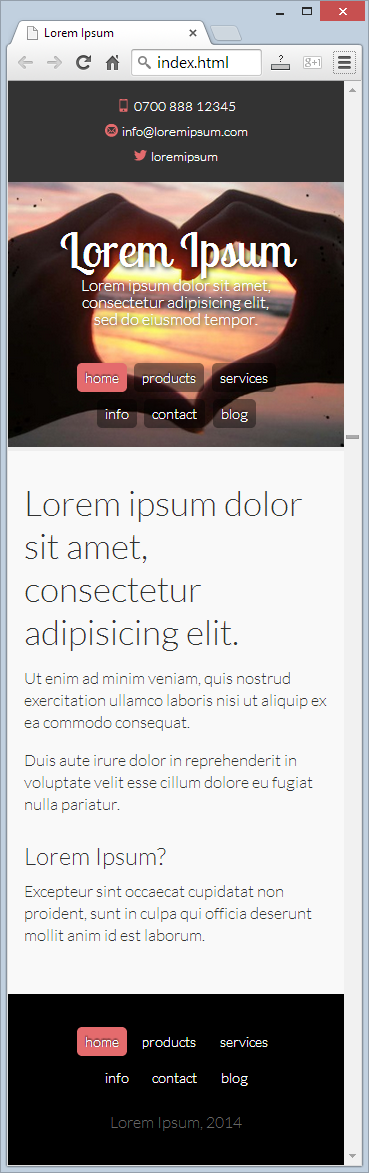 Lorem Ipsum
index.html
?
g+1
0700 888 12345
info@loremipsum.com
loremipsum
Lorem Ipsum
Lorem ipsum dolor sit amet,
consectetur adipisicing elit,
sed do eiusmod tempor.
home products services
info contact blog
Lorem ipsum dolor
sit amet,
consectetur
adipisicing elit.
Ut enim ad minim veniam, quis nostrud
exercitation ullamco laboris nisi ut aliquip ex
ea commodo consequat.
Duis aute irure dolor in reprehenderit in
voluptate velit esse cillum dolore eu fugiat
nulla pariatur.
Lorem Ipsum?
Excepteur sint occaecat cupidatat non
proident, sunt in culpa qui officia deserunt
mollit anim id est laborum.
home products services
info contact blog
Lorem Ipsum, 2014